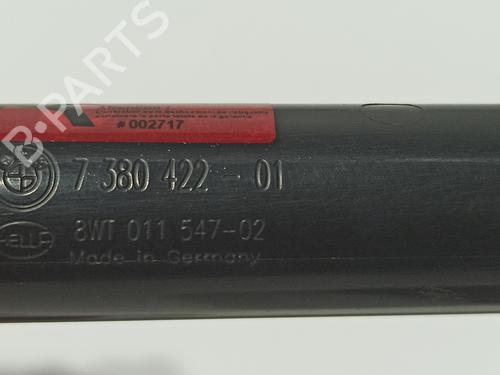 B-PARTS
# 002717
7 380 422 - 01
HELLA
8WT 011 547-02
Made in Germany